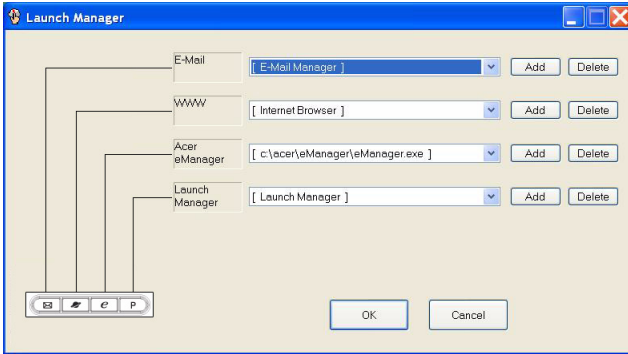 Launch Manager
E-Mail
[ E-Mail Manager ]
Add
Delete
WWW
[ Internet Browser ]
Add
Delete
Acer
eManager
[ c:\acer\eManager\eManager.exe ]
Add
Delete
Launch
Manager
[ Launch Manager ]
Add
Delete
e
P
OK
Cancel